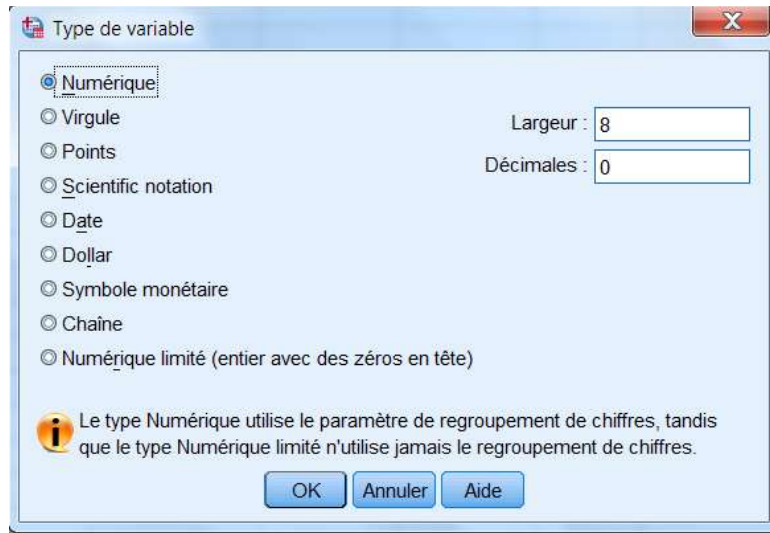 Type de variable
Numérique
Virgule
Points
Scientific notation
Date
Dollar
Symbole monétaire
Chaîne
Numérique limité (entier avec des zéros en tête)
Largeur : 8
Décimales : 0
Le type Numérique utilise le paramètre de regroupement de chiffres, tandis
que le type Numérique limité n'utilise jamais le regroupement de chiffres.
OK Annuler Aide